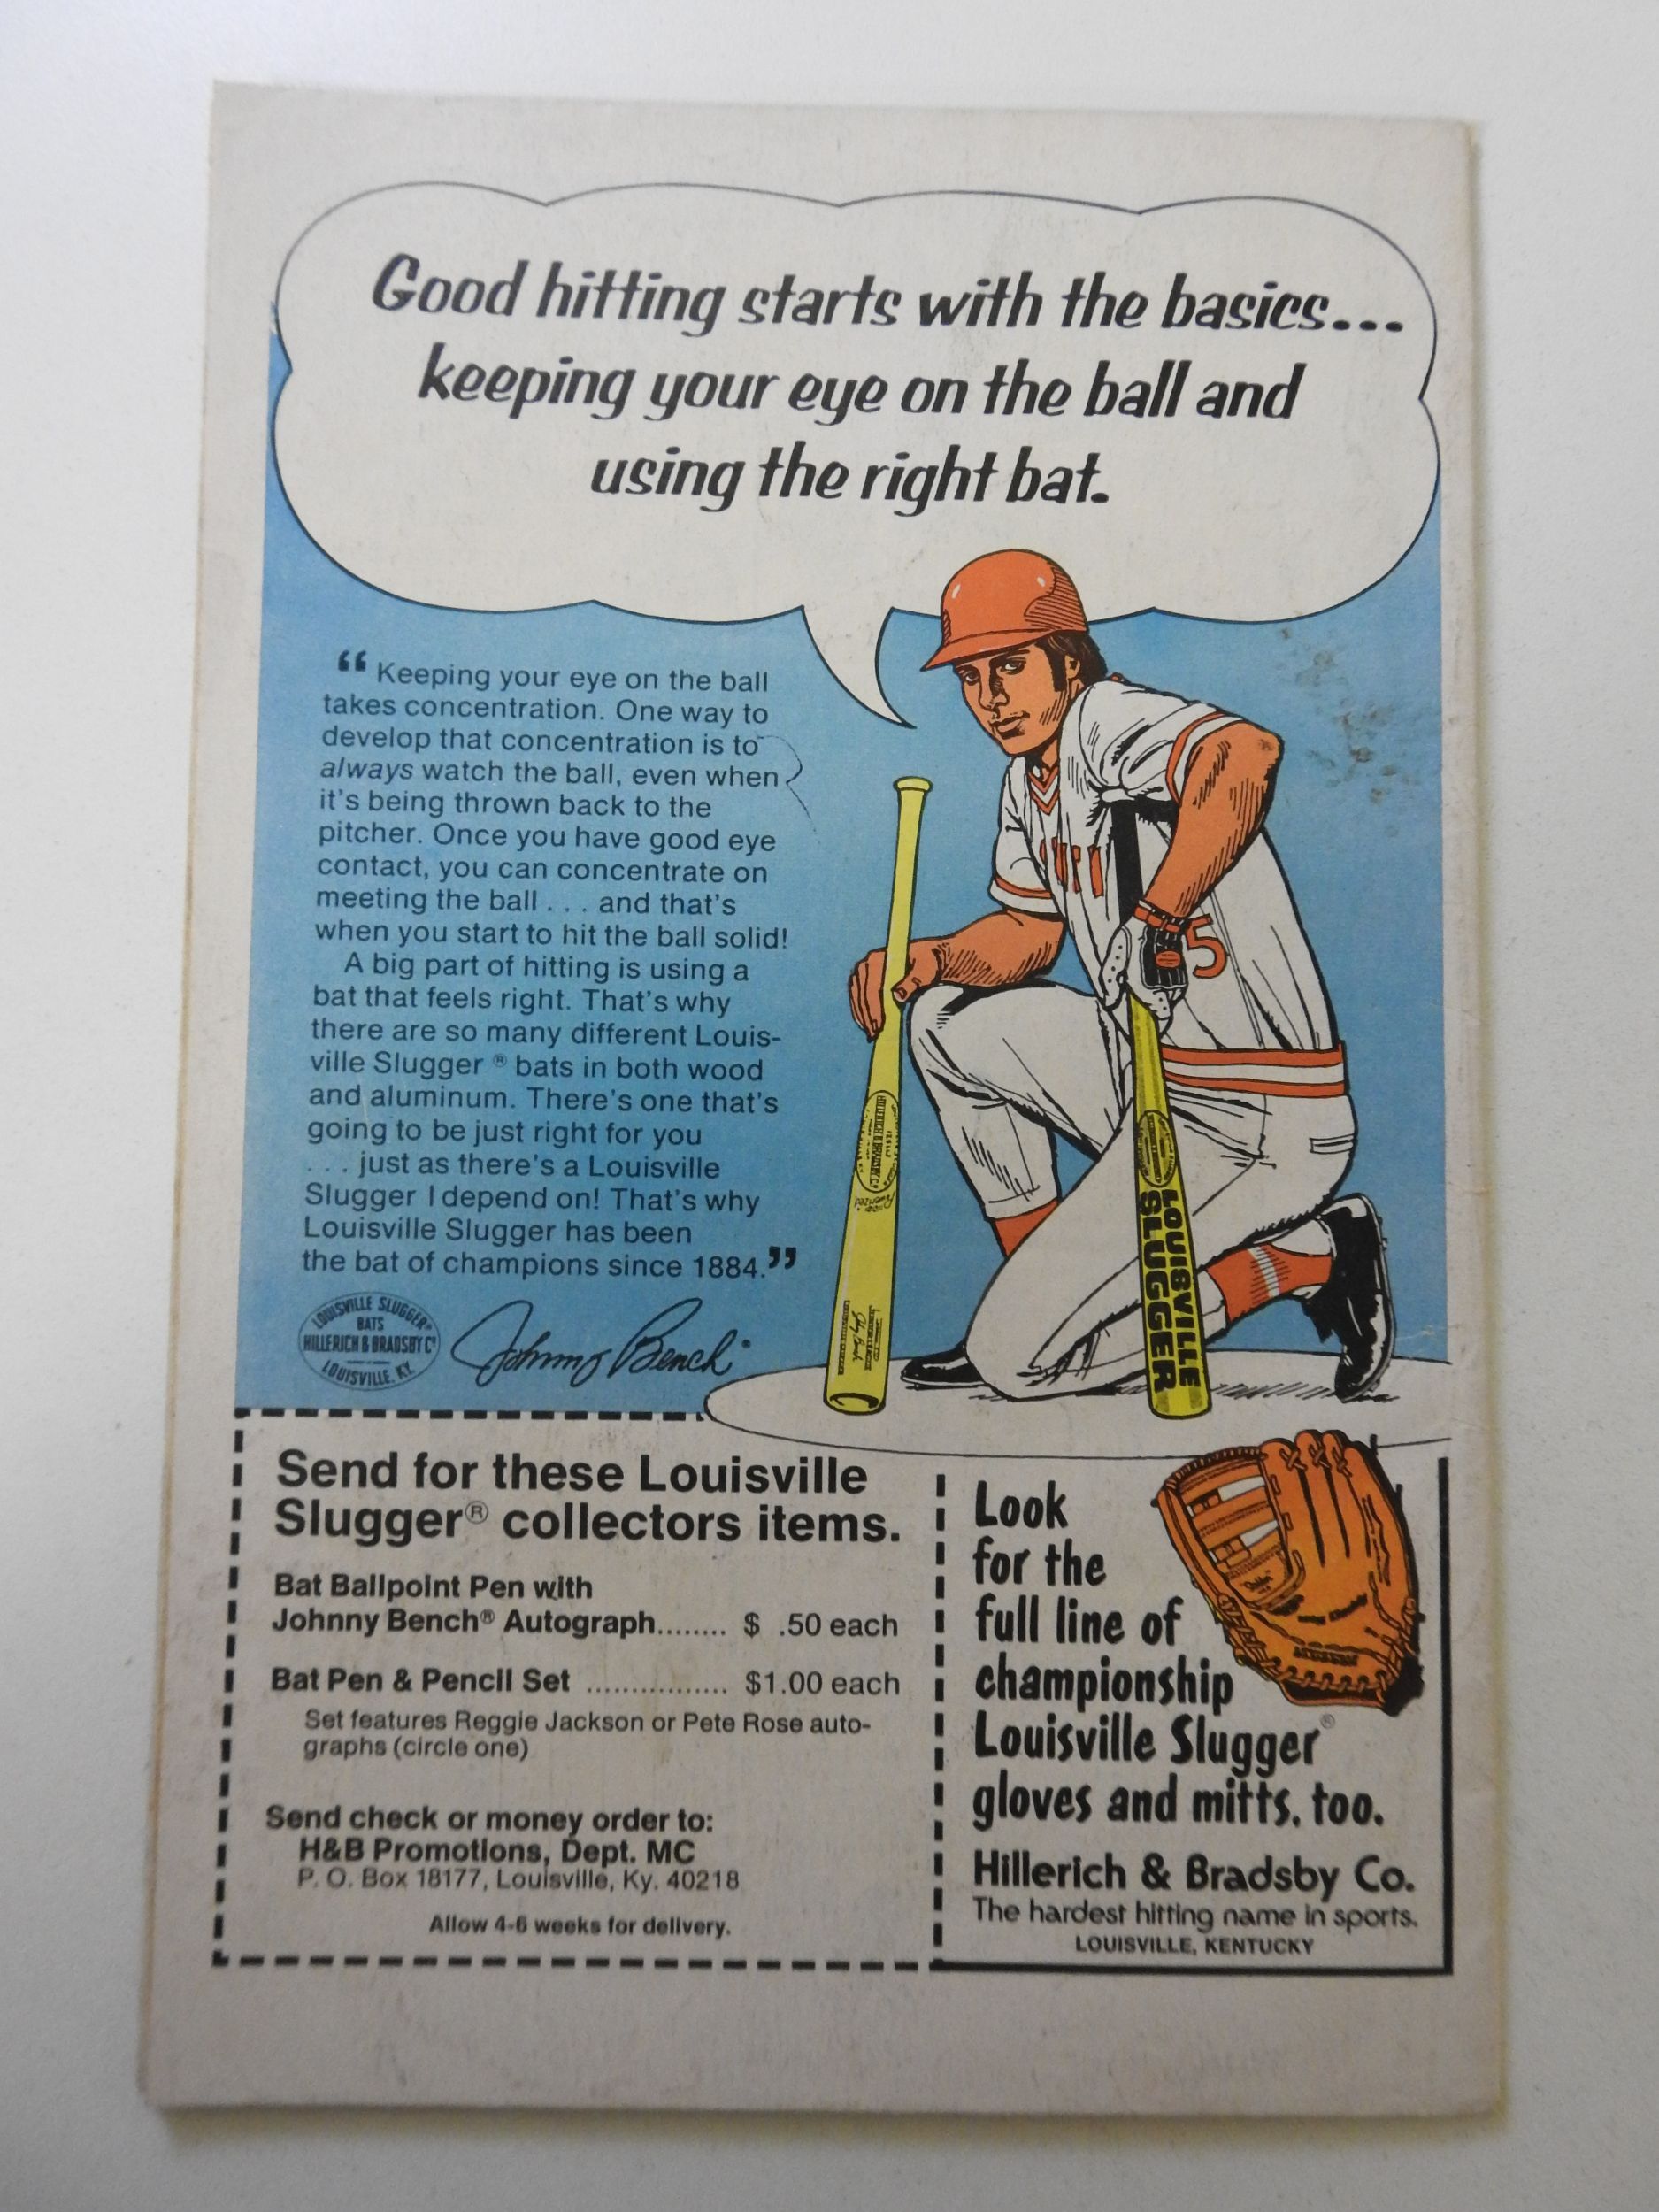 Good hitting starts with the basics...
keeping your eye on the ball and
using the right bat.
“Keeping your eye on the ball
takes concentration. One way to
develop that concentration is to
always watch the ball, even when
it's being thrown back to the
pitcher. Once you have good eye
contact, you can concentrate on
meeting the ball . . . and that's
when you start to hit the ball solid!
A big part of hitting is using a
bat that feels right. That's why
there are so many different Louis-
ville Slugger ® bats in both wood
and aluminum. There's one that's
going to be just right for you
. . . just as there's a Louisville
Slugger I depend on! That's why
Louisville Slugger has been
the bat of champions since 1884.”
LOUISVILLE SLUGGER®
BATS
HILLERICH & BRADSBY Cº
LOUISVILLE, KY.
Johnny Bench
5
HILLERICH & BRADSBY Cº
LOUISVILLE
SLUGGER
Send for these Louisville
Slugger® collectors items.
Bat Ballpoint Pen with
Johnny Bench® Autograph........ $ .50 each
Bat Pen & Pencil Set ................ $1.00 each
Set features Reggie Jackson or Pete Rose auto-
graphs (circle one)
Send check or money order to:
H&B Promotions, Dept. MC
P. O. Box 18177, Louisville, Ky. 40218
Allow 4-6 weeks for delivery.
Look
for the
full line of
championship
Louisville Slugger®
gloves and mitts, too.
Hillerich & Bradsby Co.
The hardest hitting name in sports.
LOUISVILLE, KENTUCKY